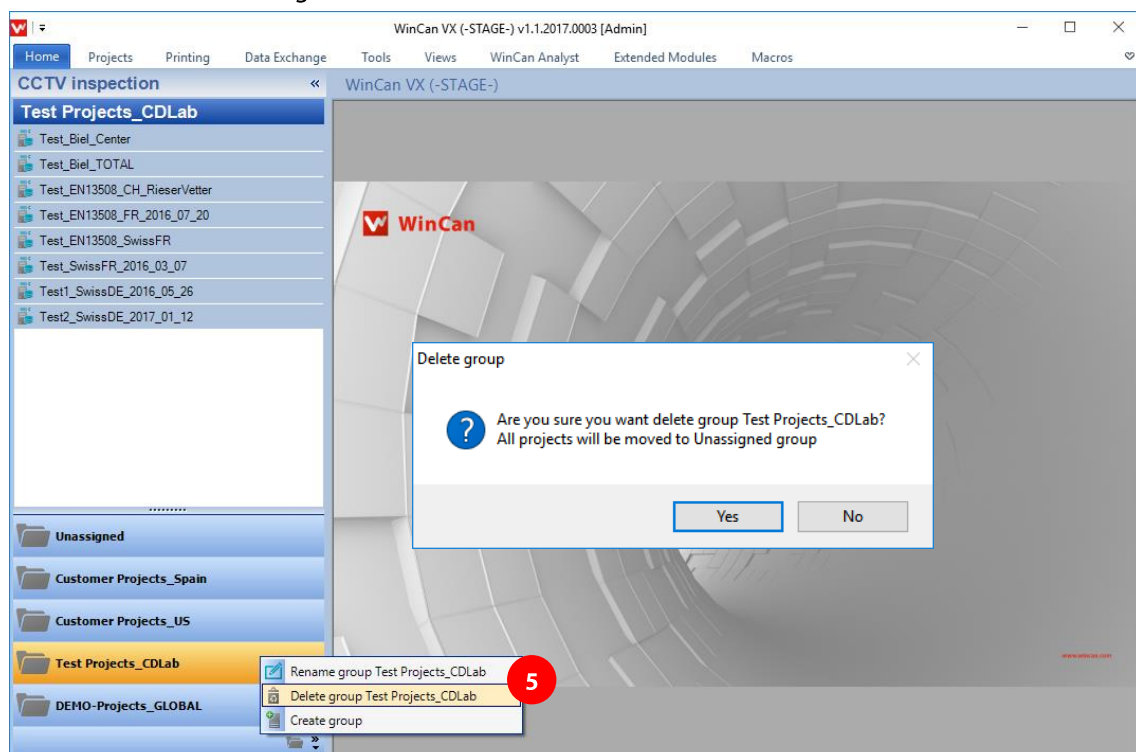 WinCan VX (-STAGE-) v1.1.2017.0003 [Admin]
Home Projects Printing Data Exchange Tools Views WinCan Analyst Extended Modules Macros
CCTV inspection «
WinCan VX (-STAGE-)
Test Projects_CDLab
Test_Biel_Center
Test_Biel_TOTAL
Test_EN13508_CH_RieserVetter
Test_EN13508_FR_2016_07_20
Test_EN13508_SwissFR
Test_SwissFR_2016_03_07
Test1_SwissDE_2016_05_26
Test2_SwissDE_2017_01_12
WinCan
Delete group
Are you sure you want delete group Test Projects_CDLab?
All projects will be moved to Unassigned group
Yes No
Unassigned
Customer Projects_Spain
Customer Projects_US
Test Projects_CDLab
DEMO-Projects_GLOBAL
Rename group Test Projects_CDLab
Delete group Test Projects_CDLab
Create group
5
www.wincan.com